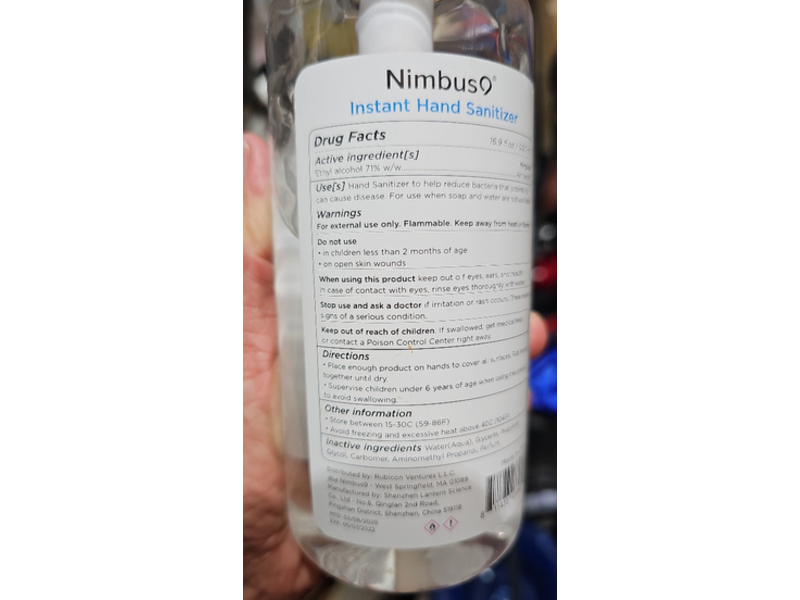 Nimbus9®
Instant Hand Sanitizer
Drug Facts 16.9 fl oz /
Active ingredient[s]
Ethyl alcohol 71% w/w
Use[s] Hand Sanitizer to help reduce bacteria that
can cause disease. For use when soap and water are not
Warnings
For external use only. Flammable. Keep away from heat or
Do not use
• in children less than 2 months of age
• on open skin wounds
When using this product keep out of eyes, ears, and mouth.
In case of contact with eyes, rinse eyes thoroughly with water.
Stop use and ask a doctor if irritation or rash occurs. These
signs of a serious condition.
Keep out of reach of children. If swallowed, get medical
or contact a Poison Control Center right away.
Directions
• Place enough product on hands to cover all surfaces. Rub
together until dry.
• Supervise children under 6 years of age when using this
to avoid swallowing.
Other information
• Store between 15-30C (59-86F)
• Avoid freezing and excessive heat above 40C (104F)
Inactive ingredients Water(Aqua), Glycerin,
Glycol, Carbomer, Aminomethyl Propanol, Parfum.
Distributed by: Rubicon Ventures L.L.C.
Nimbus9 - West Springfield, MA 01089
Manufactured by: Shenzhen Lantern Science
Co., Ltd - No.6, Qinglan 2nd Road,
Pingshan District, Shenzhen, China 518118